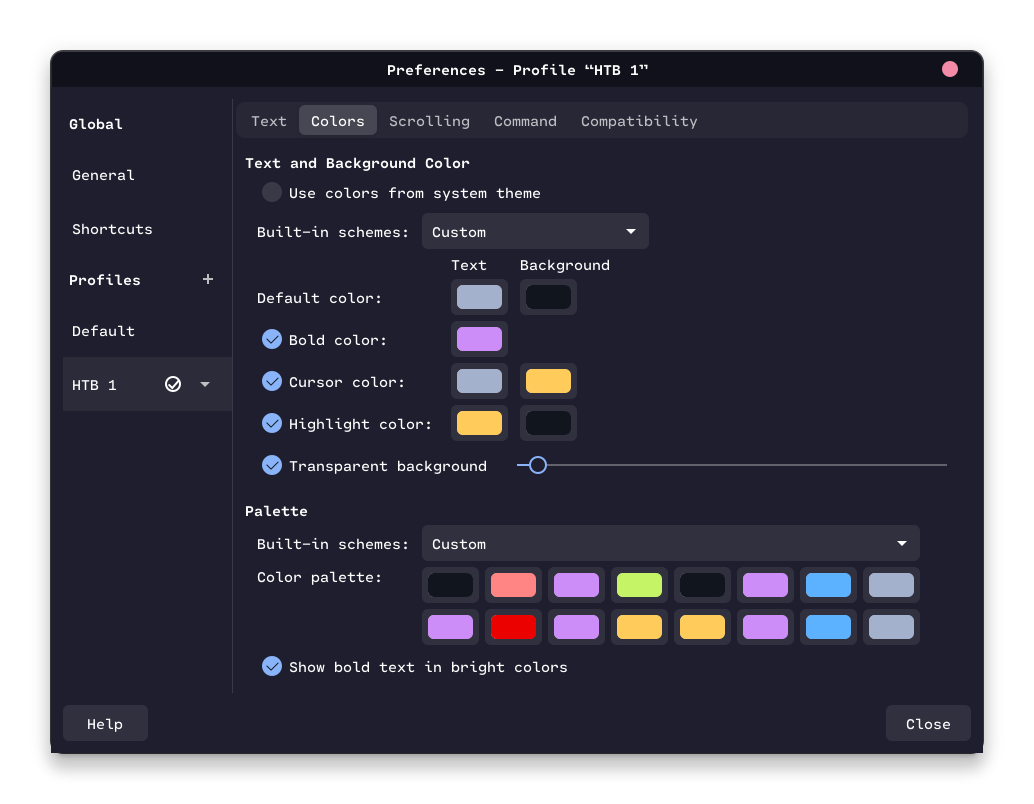 Preferences – Profile “HTB 1”
Global
General
Shortcuts
Profiles +
Default
HTB 1
Text Colors Scrolling Command Compatibility
Text and Background Color
Use colors from system theme
Built-in schemes: Custom
Text Background
Default color:
Bold color:
Cursor color:
Highlight color:
Transparent background
Palette
Built-in schemes: Custom
Color palette:
Show bold text in bright colors
Help Close